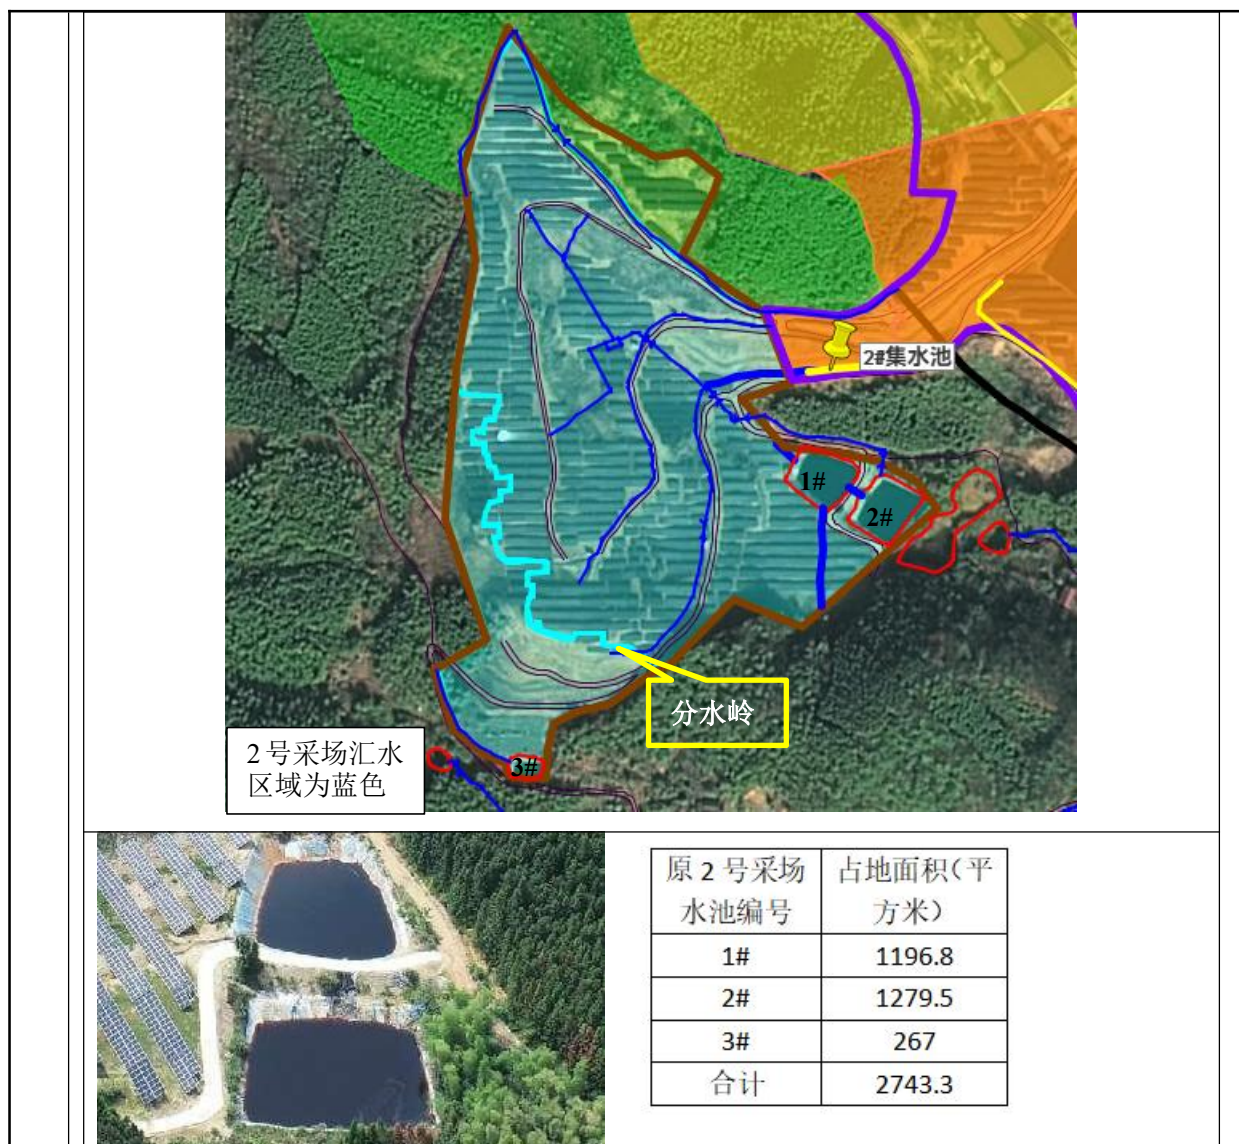 2#集水池
1#
2#
分水岭
2号采场汇水
区域为蓝色
3#
原2号采场
水池编号
占地面积（平
方米）
1#
1196.8
2#
1279.5
3#
267
合计
2743.3